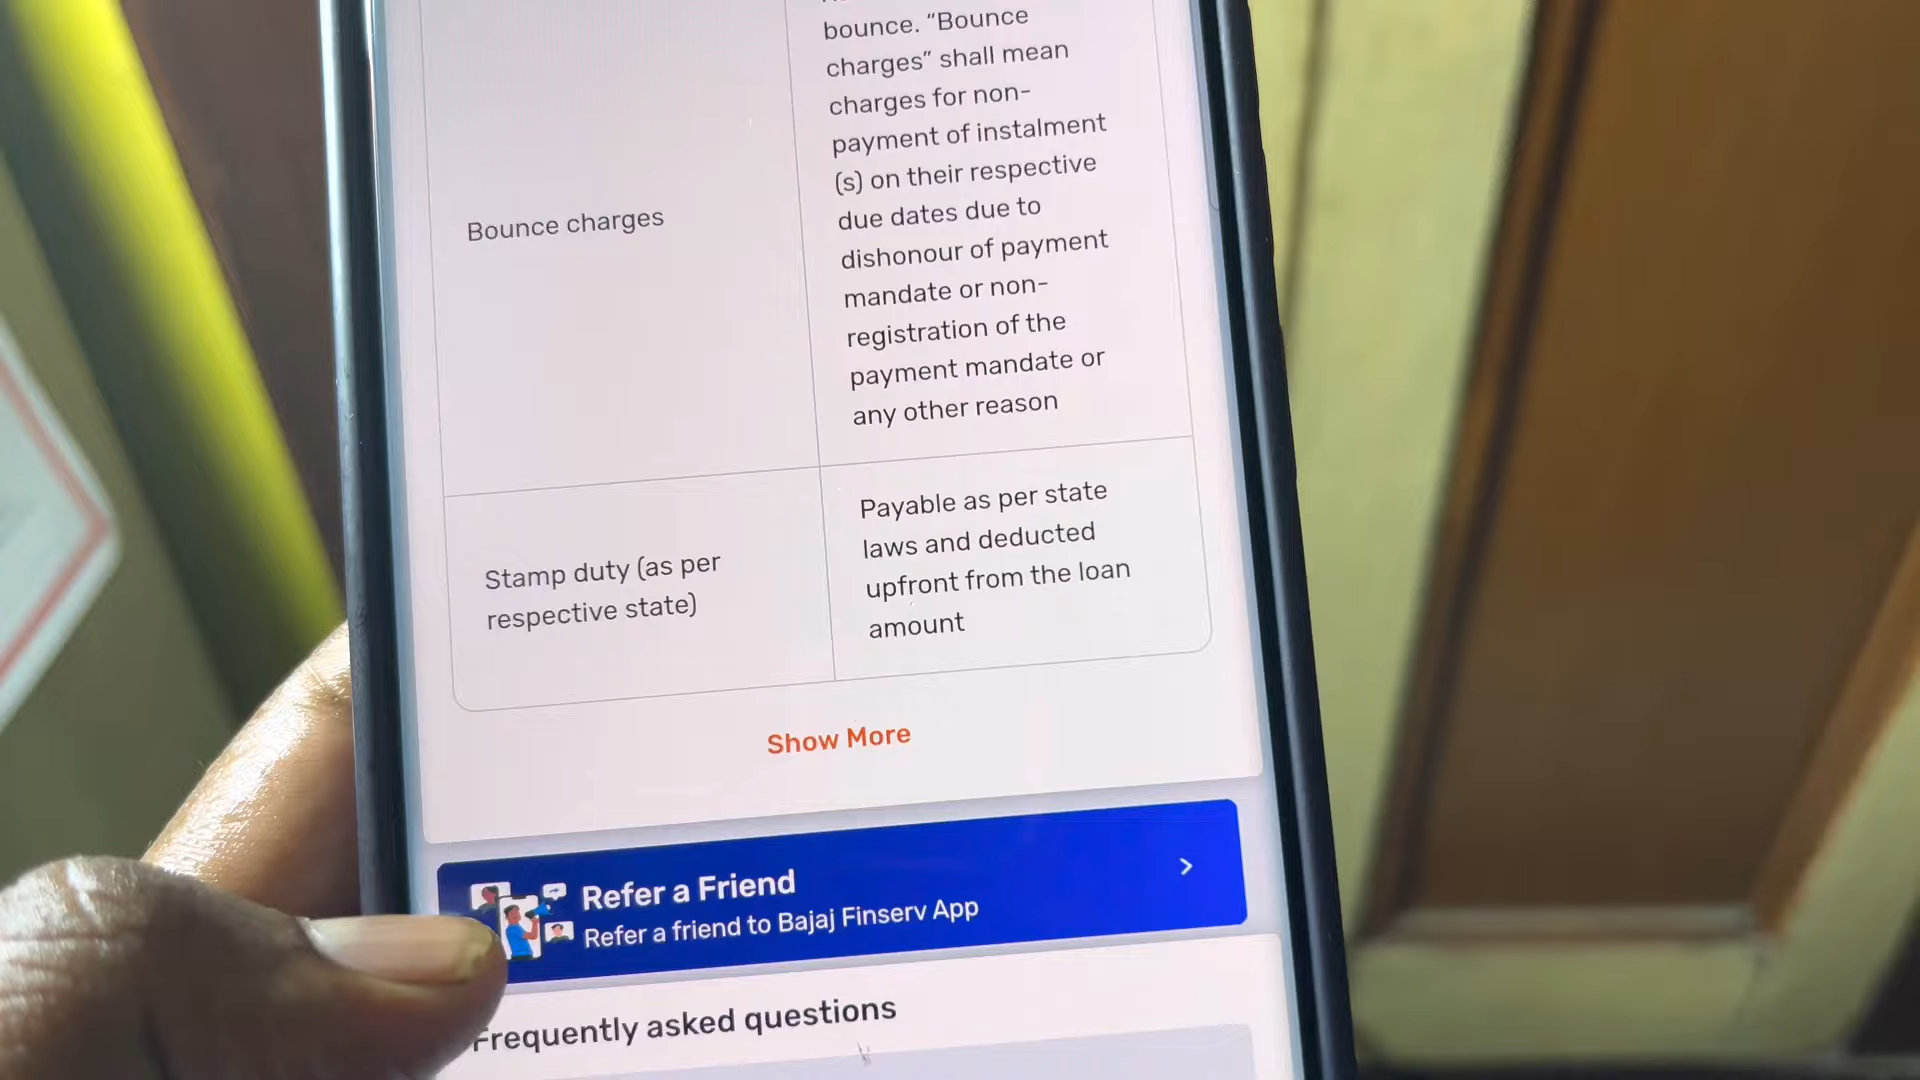 bounce. “Bounce
charges” shall mean
charges for non-
payment of instalment
(s) on their respective
due dates due to
dishonour of payment
mandate or non-
registration of the
payment mandate or
any other reason
Bounce charges
Stamp duty (as per
respective state)
Payable as per state
laws and deducted
upfront from the loan
amount
Show More
Refer a Friend
Refer a friend to Bajaj Finserv App
Frequently asked questions